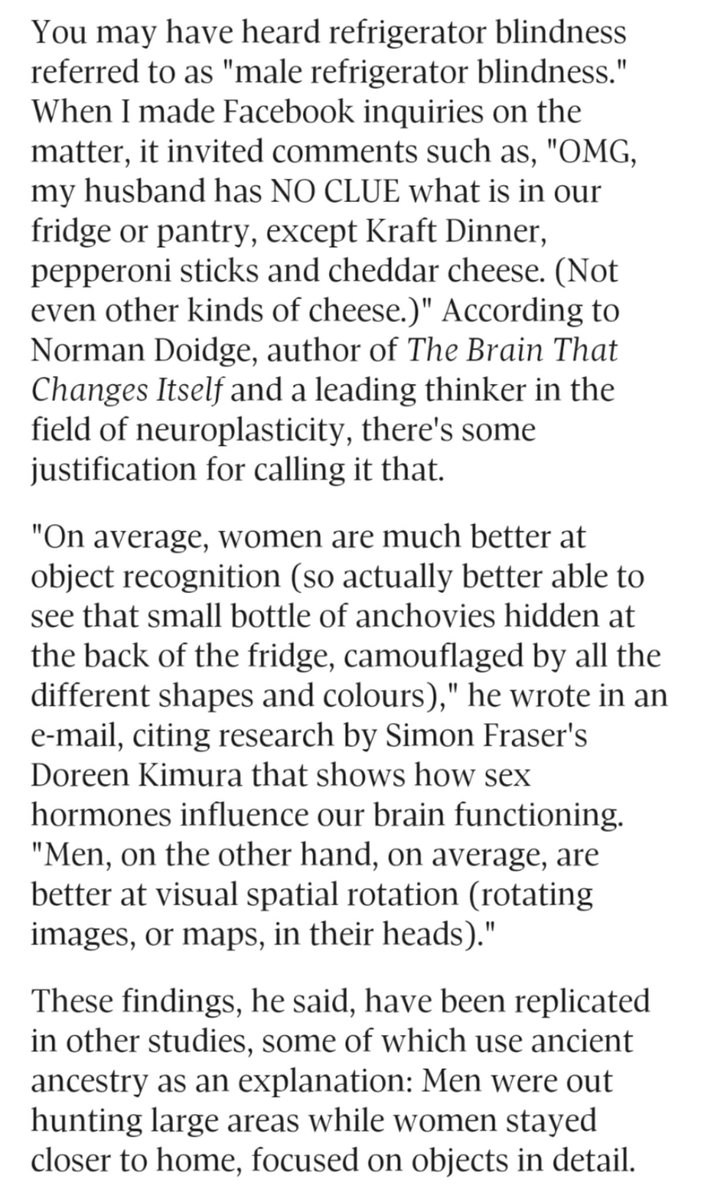 You may have heard refrigerator blindness
referred to as "male refrigerator blindness."
When I made Facebook inquiries on the
matter, it invited comments such as, "OMG,
my husband has NO CLUE what is in our
fridge or pantry, except Kraft Dinner,
pepperoni sticks and cheddar cheese. (Not
even other kinds of cheese.)" According to
Norman Doidge, author of The Brain That
Changes Itself and a leading thinker in the
field of neuroplasticity, there's some
justification for calling it that.
"On average, women are much better at
object recognition (so actually better able to
see that small bottle of anchovies hidden at
the back of the fridge, camouflaged by all the
different shapes and colours)," he wrote in an
e-mail, citing research by Simon Fraser's
Doreen Kimura that shows how sex
hormones influence our brain functioning.
"Men, on the other hand, on average, are
better at visual spatial rotation (rotating
images, or maps, in their heads)."
These findings, he said, have been replicated
in other studies, some of which use ancient
ancestry as an explanation: Men were out
hunting large areas while women stayed
closer to home, focused on objects in detail.